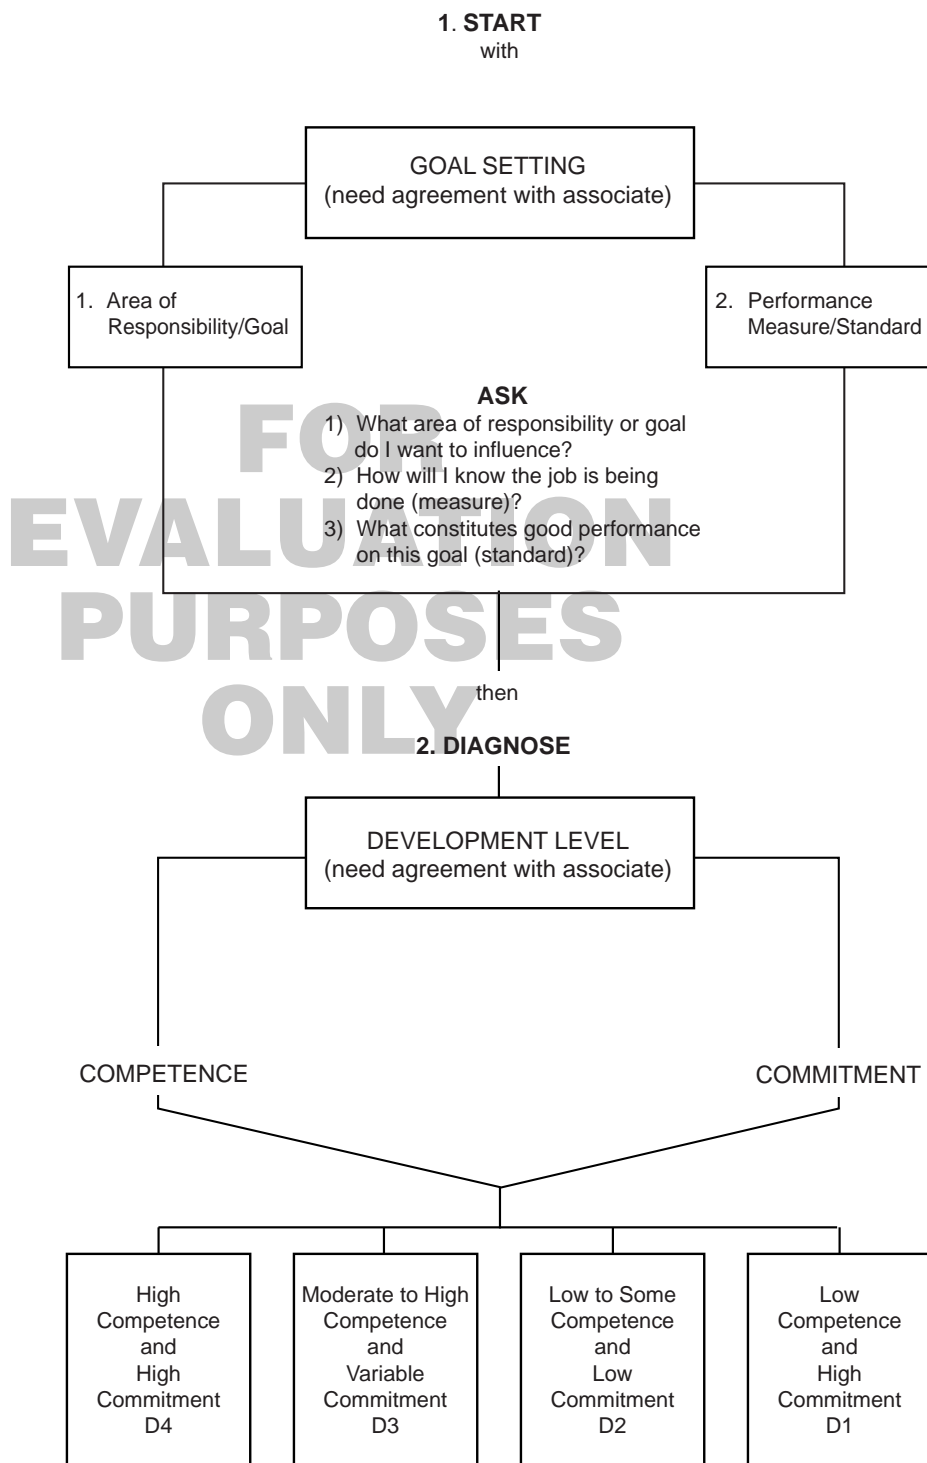 1. START
with
GOAL SETTING
(need agreement with associate)
1. Area of
Responsibility/Goal
2. Performance
Measure/Standard
ASK
1) What area of responsibility or goal
do I want to influence?
2) How will I know the job is being
done (measure)?
3) What constitutes good performance
on this goal (standard)?
FOR
EVALUATION
PURPOSES
ONLY
then
2. DIAGNOSE
DEVELOPMENT LEVEL
(need agreement with associate)
COMPETENCE
COMMITMENT
High
Competence
and
High
Commitment
D4
Moderate to High
Competence
and
Variable
Commitment
D3
Low to Some
Competence
and
Low
Commitment
D2
Low
Competence
and
High
Commitment
D1